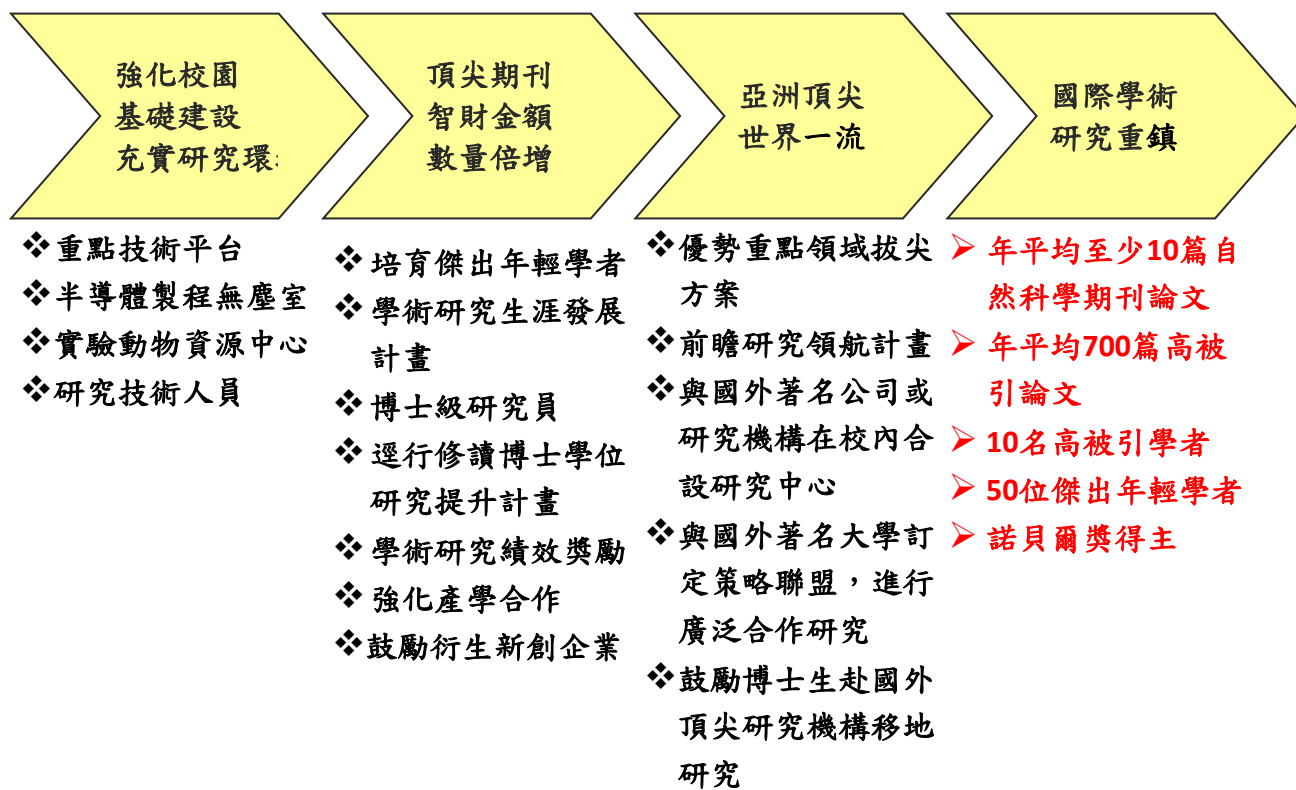 強化校園
基礎建設
充實研究環
頂尖期刊
智財金額
數量倍增
亞洲頂尖
世界一流
國際學術
研究重鎮
❖重點技術平台
❖半導體製程無塵室
❖實驗動物資源中心
❖研究技術人員
❖培育傑出年輕學者
❖學術研究生涯發展
計畫
❖博士級研究員
❖逕行修讀博士學位
研究提升計畫
❖學術研究績效獎勵
❖強化產學合作
❖鼓勵衍生新創企業
❖優勢重點領域拔尖
方案
❖前瞻研究領航計畫
❖與國外著名公司或
研究機構在校內合
設研究中心
❖與國外著名大學訂
定策略聯盟，進行
廣泛合作研究
❖鼓勵博士生赴國外
頂尖研究機構移地
研究
➢年平均至少10篇自
然科學期刊論文
➢年平均700篇高被
引論文
➢10名高被引學者
➢50位傑出年輕學者
➢諾貝爾獎得主